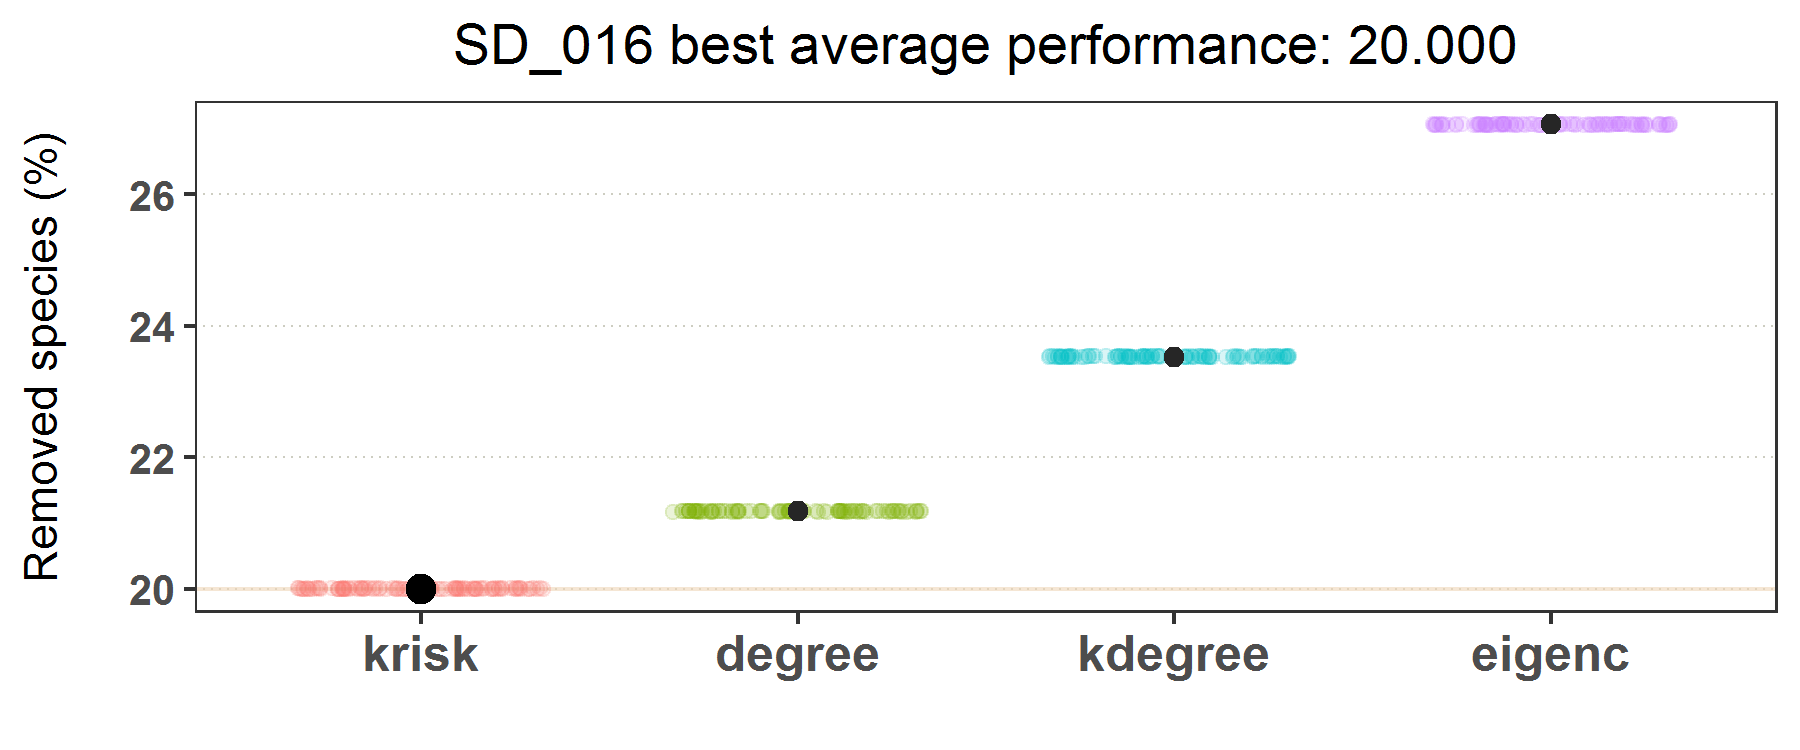 SD_016 best average performance: 20.000
Removed species (%)
26
24
22
20
krisk degree kdegree eigenc